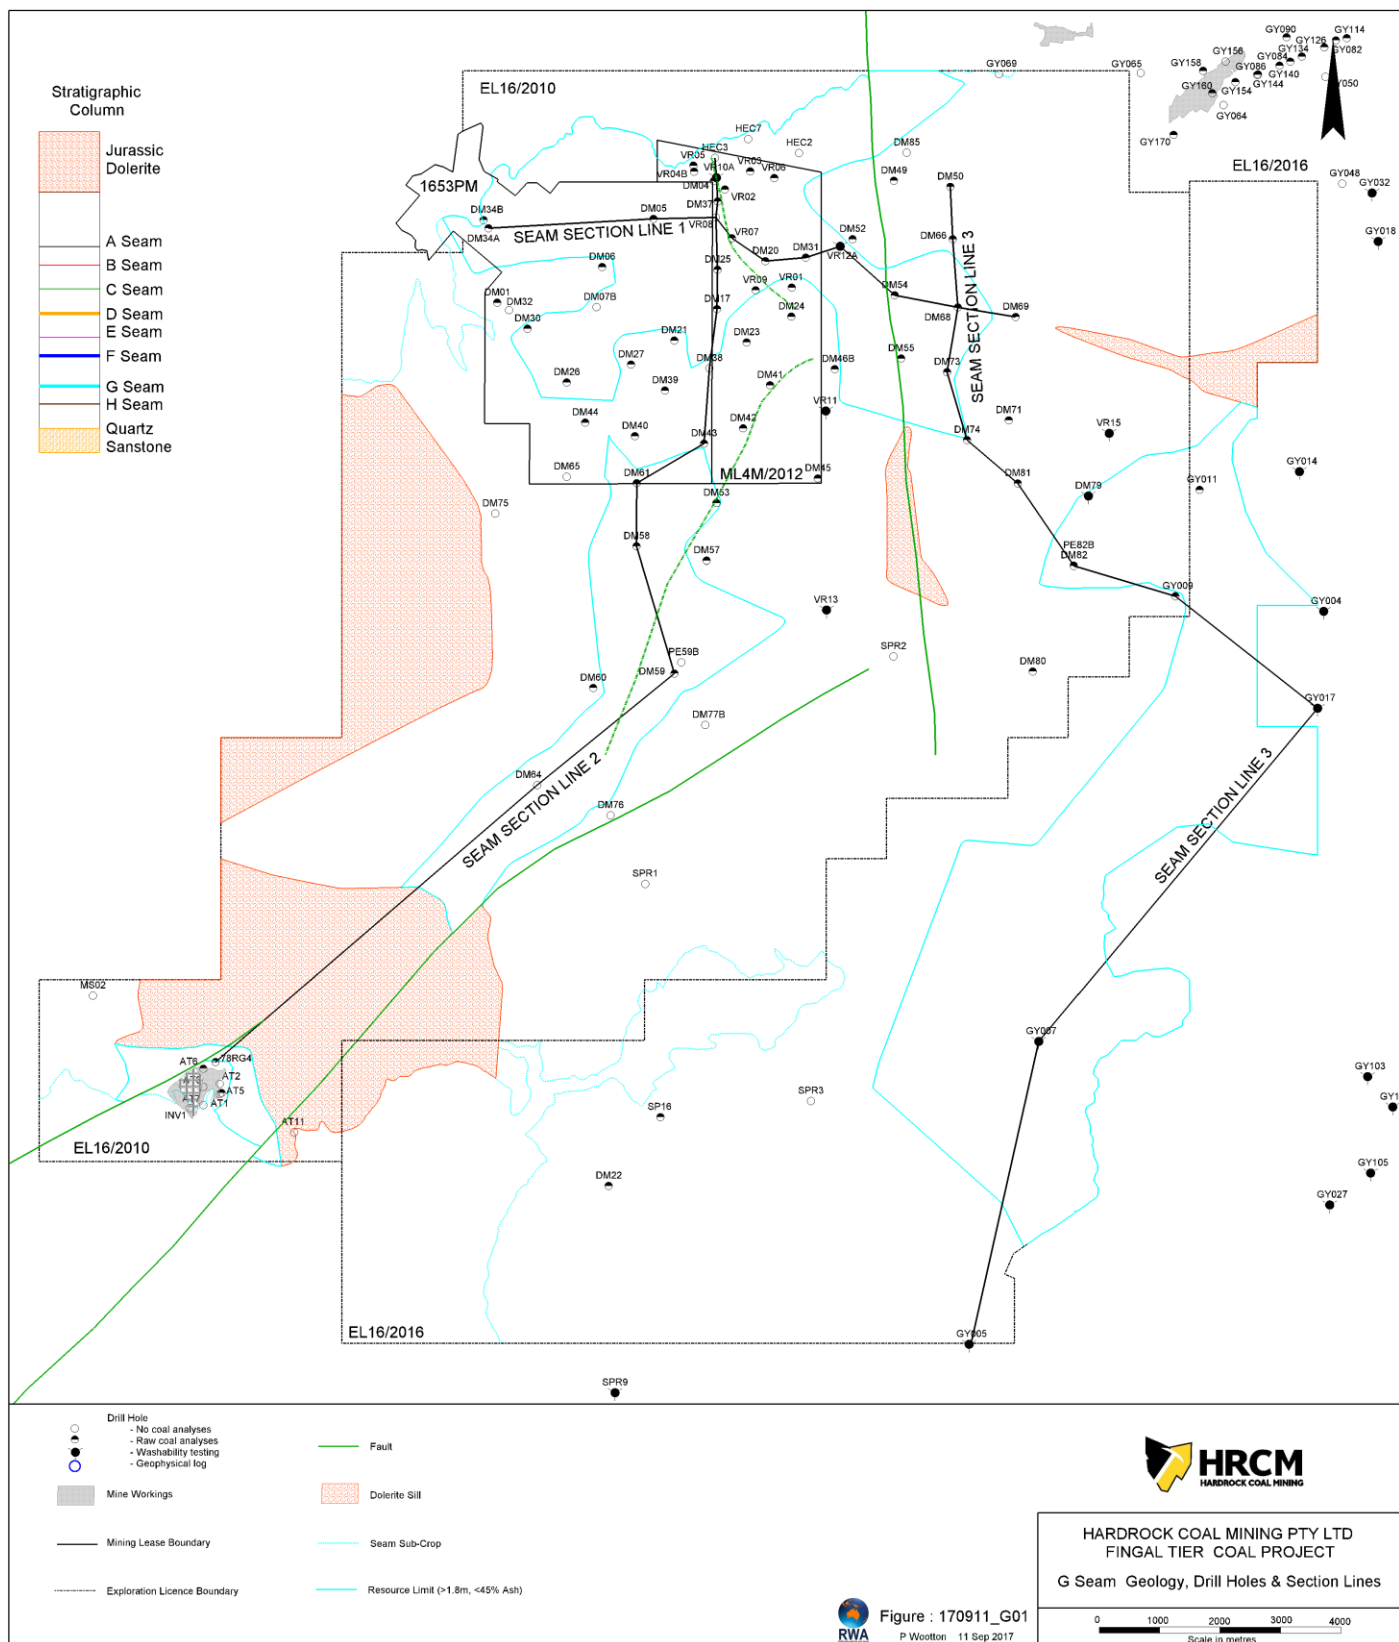 Stratigraphic
Column
Jurassic
Dolerite
A Seam
B Seam
C Seam
D Seam
E Seam
F Seam
G Seam
H Seam
Quartz
Sanstone
EL16/2010
1653PM
EL16/2016
ML4M/2012
GY069
GY065
GY158
GY156
GY160
GY154
GY064
GY170
GY090
GY126
GY114
GY134
GY082
GY084
GY086
GY140
GY144
GY050
GY048
GY032
GY018
HEC7
HEC2
HEC3
VR05
VR04B
VR10A
VR03
VR06
DM04
VR02
DM37
VR08
VR07
DM34B
DM34A
DM05
SEAM SECTION LINE 1
DM20
DM31
VR12A
DM52
DM85
DM49
DM50
DM66
SEAM SECTION LINE 3
DM54
DM68
DM69
DM55
DM73
DM74
DM71
DM06
DM01
DM32
DM30
DM07B
DM25
DM17
VR09
VR01
DM24
DM21
DM23
DM27
DM38
DM26
DM39
DM41
DM46B
VR11
DM44
DM40
DM42
DM43
DM65
DM61
DM45
DM53
DM75
DM58
DM57
VR15
DM79
DM81
GY011
GY014
PE82B
DM82
GY009
GY004
VR13
SPR2
DM80
PE59B
DM59
DM60
DM77B
GY017
DM64
SEAM SECTION LINE 2
DM76
SEAM SECTION LINE 3
SPR1
MS02
GY007
AT6
78RG4
AT2
AT5
AT1
INV1
AT11
EL16/2010
SPR3
SP16
DM22
GY103
GY1
GY105
GY027
EL16/2016
GY005
SPR9
Drill Hole
- No coal analyses
- Raw coal analyses
- Washability testing
- Geophysical log
Mine Workings
Mining Lease Boundary
Exploration Licence Boundary
Fault
Dolerite Sill
Seam Sub-Crop
Resource Limit (>1.8m, <45% Ash)
HRCM
HARDROCK COAL MINING
HARDROCK COAL MINING PTY LTD
FINGAL TIER COAL PROJECT
G Seam Geology, Drill Holes & Section Lines
0 1000 2000 3000 4000
Scale in metres
RWA
Figure : 170911_G01
P Wootton 11 Sep 2017